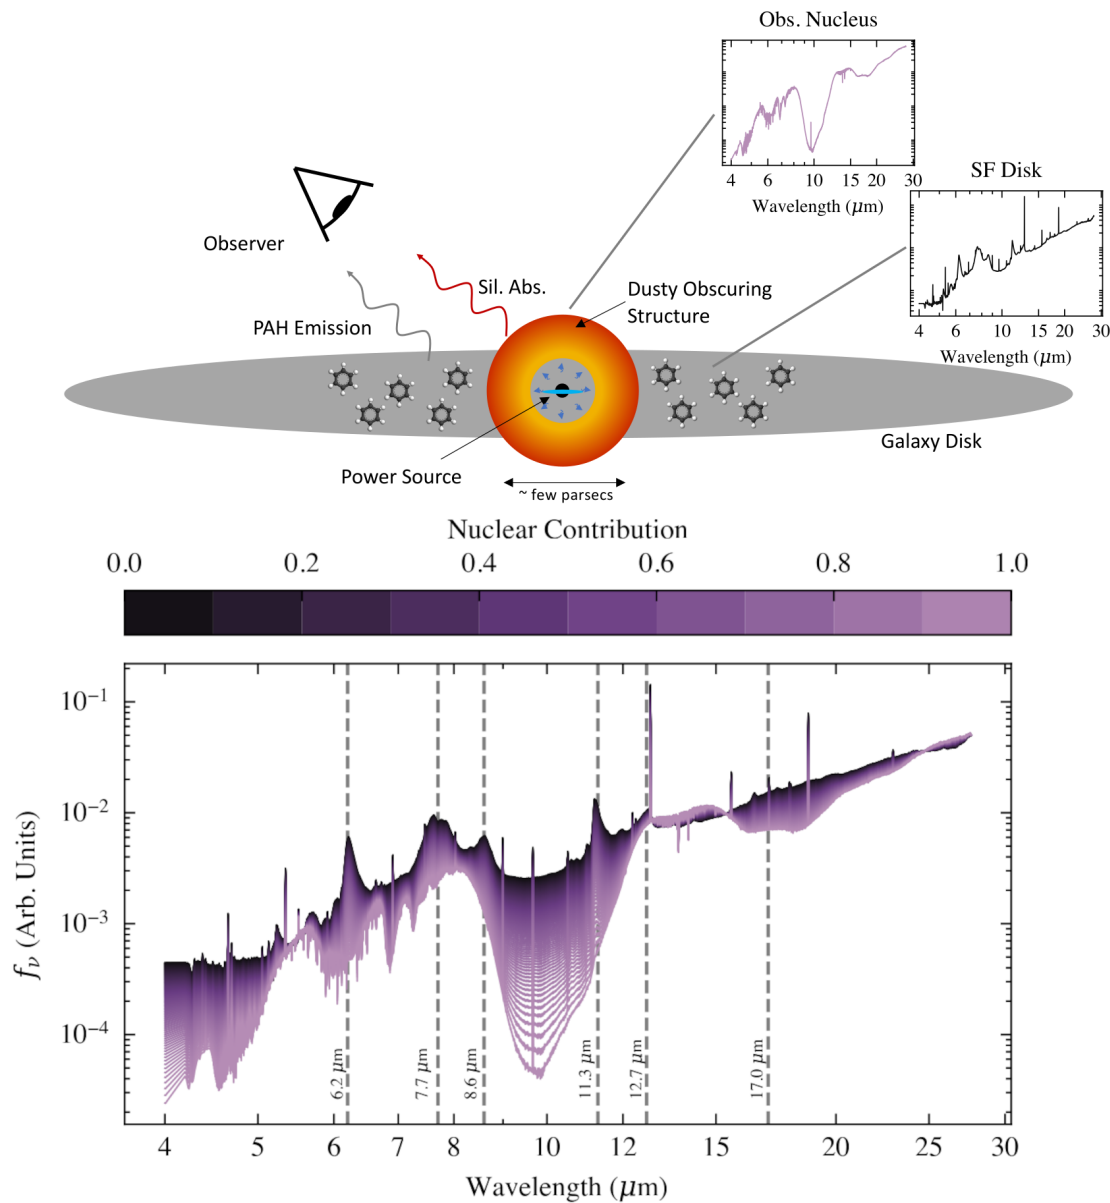 Obs. Nucleus
4 6 10 15 20 30
Wavelength (μm)
SF Disk
4 6 10 15 20 30
Wavelength (μm)
Observer
Sil. Abs.
PAH Emission
Dusty Obscuring
Structure
Galaxy Disk
Power Source
~ few parsecs
Nuclear Contribution
0.0 0.2 0.4 0.6 0.8 1.0
10⁻¹
10⁻²
10⁻³
10⁻⁴
f_ν (Arb. Units)
6.2 μm
7.7 μm
8.6 μm
11.3 μm
12.7 μm
17.0 μm
4 5 6 7 8 10 12 15 20 25 30
Wavelength (μm)